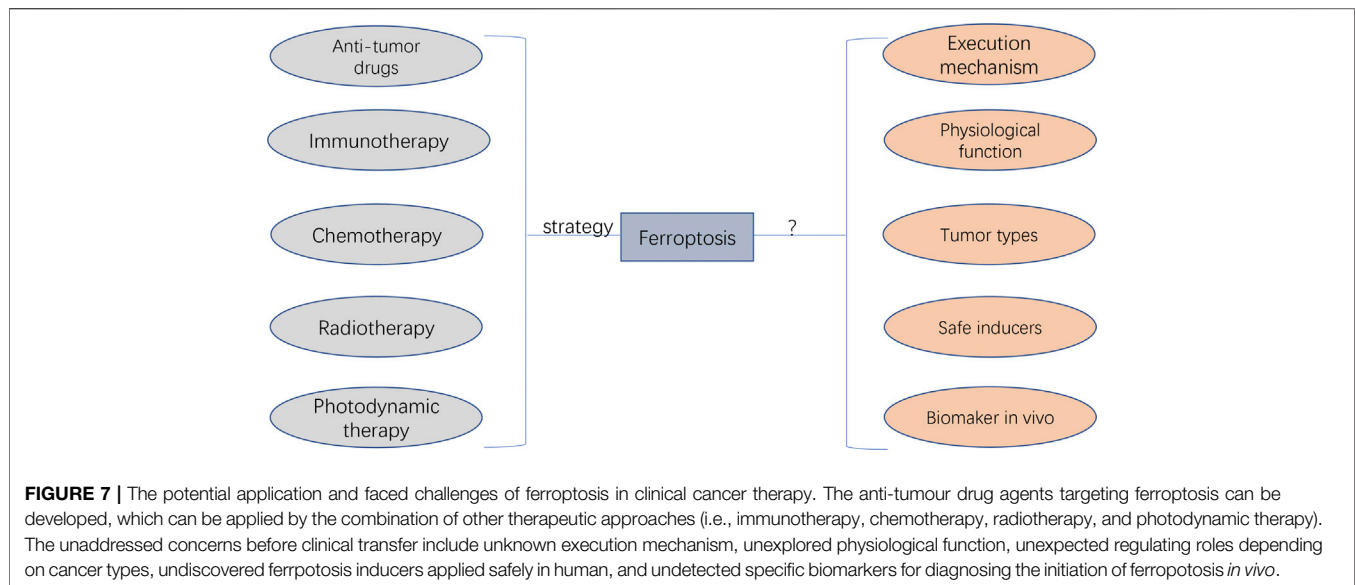 Anti-tumor
drugs
Immunotherapy
Chemotherapy
Radiotherapy
Photodynamic
therapy
strategy
Ferroptosis
?
Execution
mechanism
Physiological
function
Tumor types
Safe inducers
Biomaker in vivo
FIGURE 7 | The potential application and faced challenges of ferroptosis in clinical cancer therapy. The anti-tumour drug agents targeting ferroptosis can be
developed, which can be applied by the combination of other therapeutic approaches (i.e., immunotherapy, chemotherapy, radiotherapy, and photodynamic therapy).
The unaddressed concerns before clinical transfer include unknown execution mechanism, unexplored physiological function, unexpected regulating roles depending
on cancer types, undiscovered ferrpotosis inducers applied safely in human, and undetected specific biomarkers for diagnosing the initiation of ferropotosis in vivo.